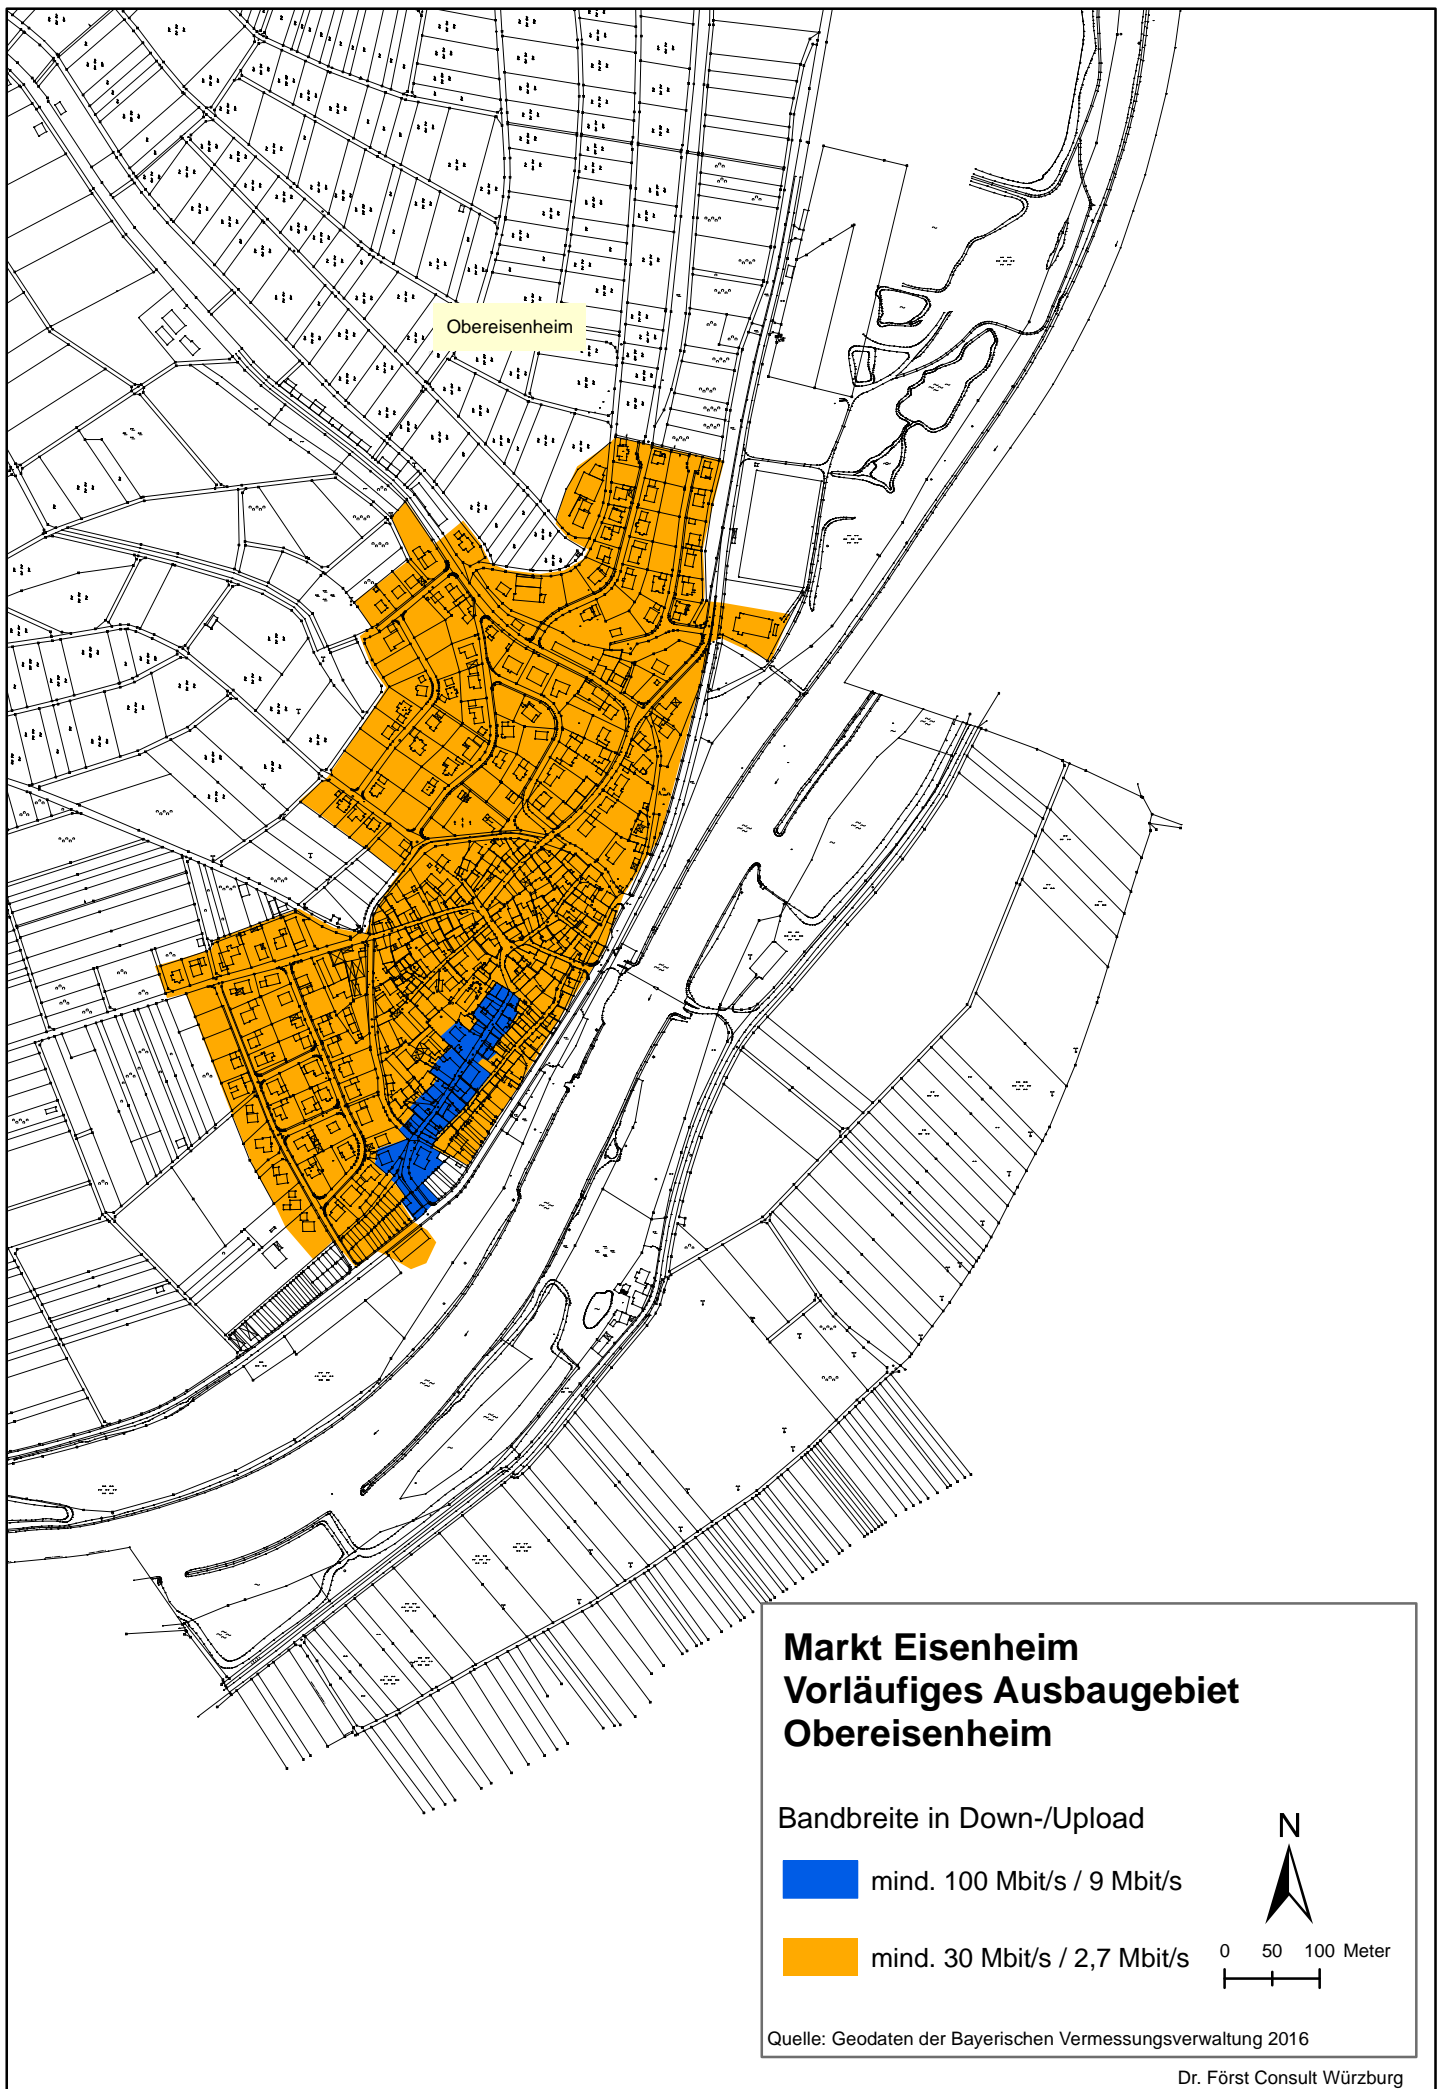 Obereisenheim
Markt Eisenheim
Vorläufiges Ausbaugebiet
Obereisenheim
Bandbreite in Down-/Upload
mind. 100 Mbit/s / 9 Mbit/s
mind. 30 Mbit/s / 2,7 Mbit/s
N
0 50 100 Meter
Quelle: Geodaten der Bayerischen Vermessungsverwaltung 2016
Dr. Först Consult Würzburg